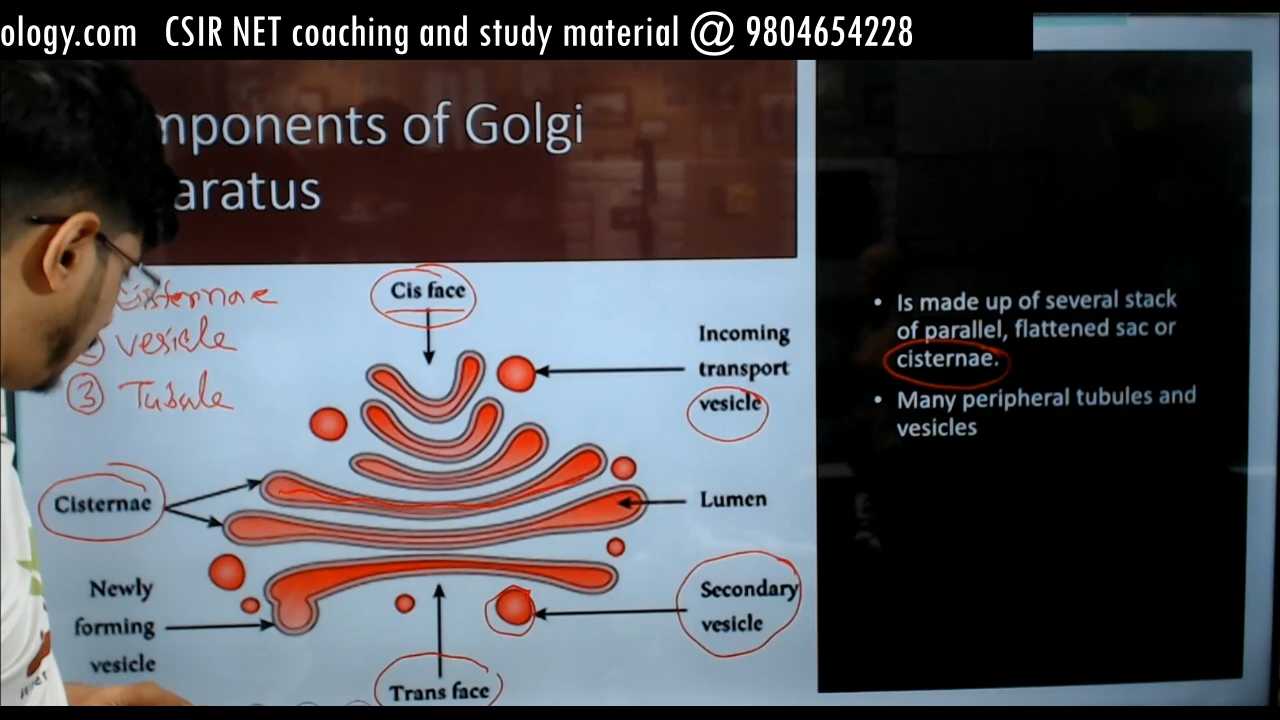 ology.com CSIR NET coaching and study material @ 9804654228
mponents of Golgi
aratus
Cisternae
vesicle
③ Tubule
Cis face
Incoming
transport
vesicle
Cisternae
Lumen
Newly
forming
vesicle
Secondary
vesicle
Trans face
• Is made up of several stack
of parallel, flattened sac or
cisternae.
• Many peripheral tubules and
vesicles